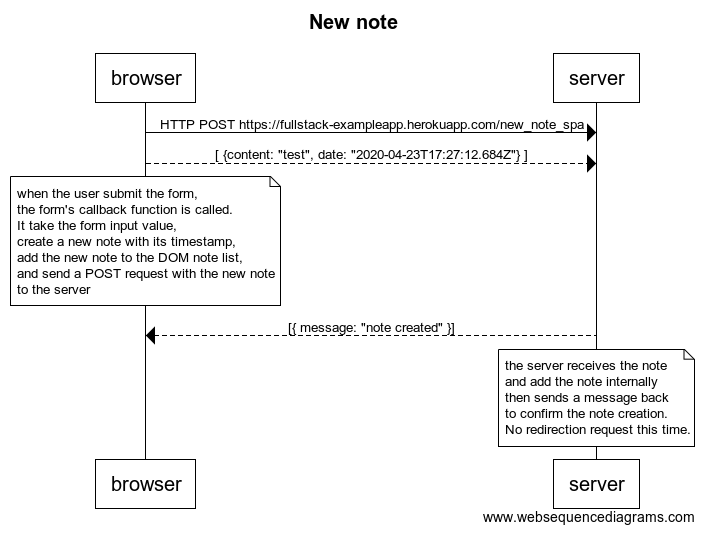 New note
browser
server
HTTP POST https://fullstack-exampleapp.herokuapp.com/new_note_spa
[ {content: "test", date: "2020-04-23T17:27:12.684Z"} ]
when the user submit the form,
the form's callback function is called.
It take the form input value,
create a new note with its timestamp,
add the new note to the DOM note list,
and send a POST request with the new note
to the server
[{ message: "note created" }]
the server receives the note
and add the note internally
then sends a message back
to confirm the note creation.
No redirection request this time.
browser
server
www.websequencediagrams.com